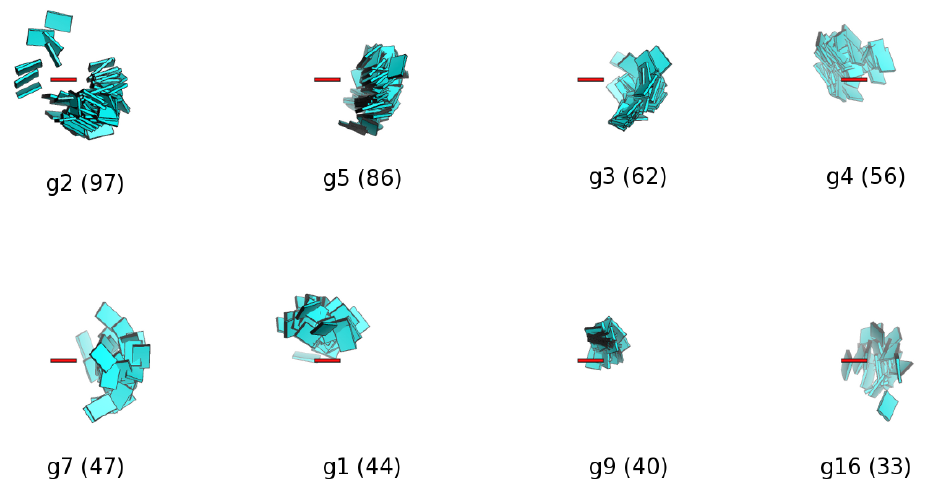 g2 (97)
g5 (86)
g3 (62)
g4 (56)
g7 (47)
g1 (44)
g9 (40)
g16 (33)